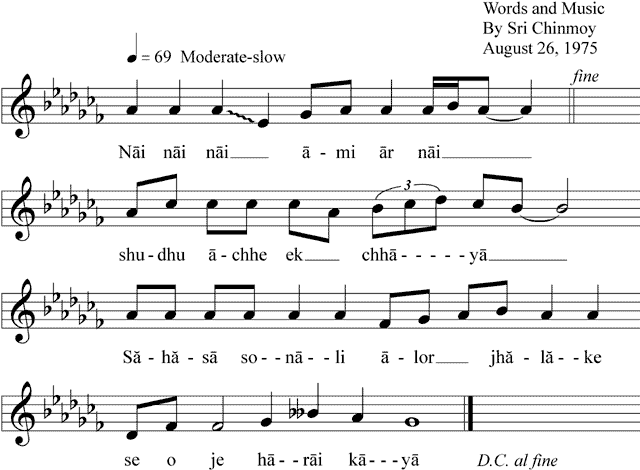 Words and Music
By Sri Chinmoy
August 26, 1975
♩ = 69 Moderate-slow
fine
Nāi nāi nāi ā - mi ār nāi
3
shu - dhu ā - chhe ek chhā - - - - - yā
Să - hă - să so - - nā - - li ā - lor jhă - lă - - ke
se o je hā - - rāi kā - - - yā D.C. al fine